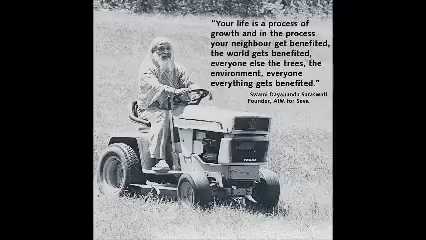 "Your life is a process of
growth and in the process
your neighbour get benefited,
the world gets benefited,
everyone else the trees, the
environment, everyone
everything gets benefited."
Swami Dayananda Saraswati
Founder, AIM for Seva.